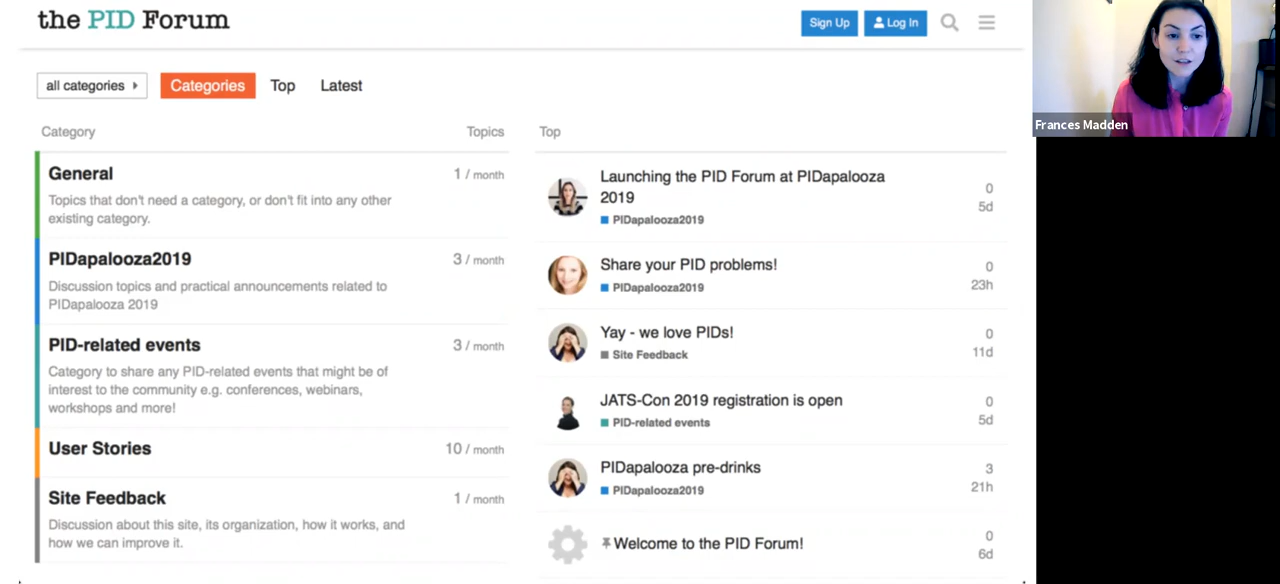 the PID Forum
Sign Up
Log In
all categories
Categories
Top
Latest
Category
Topics
Top
General
1 / month
Topics that don't need a category, or don't fit into any other
existing category.
PIDapalooza2019
3 / month
Discussion topics and practical announcements related to
PIDapalooza 2019
PID-related events
3 / month
Category to share any PID-related events that might be of
interest to the community e.g. conferences, webinars,
workshops and more!
User Stories
10 / month
Site Feedback
1 / month
Discussion about this site, its organization, how it works, and
how we can improve it.
Launching the PID Forum at PIDapalooza
2019
PIDapalooza2019
0
5d
Share your PID problems!
PIDapalooza2019
0
23h
Yay - we love PIDs!
Site Feedback
0
11d
JATS-Con 2019 registration is open
PID-related events
0
5d
PIDapalooza pre-drinks
PIDapalooza2019
3
21h
Welcome to the PID Forum!
0
6d
Frances Madden